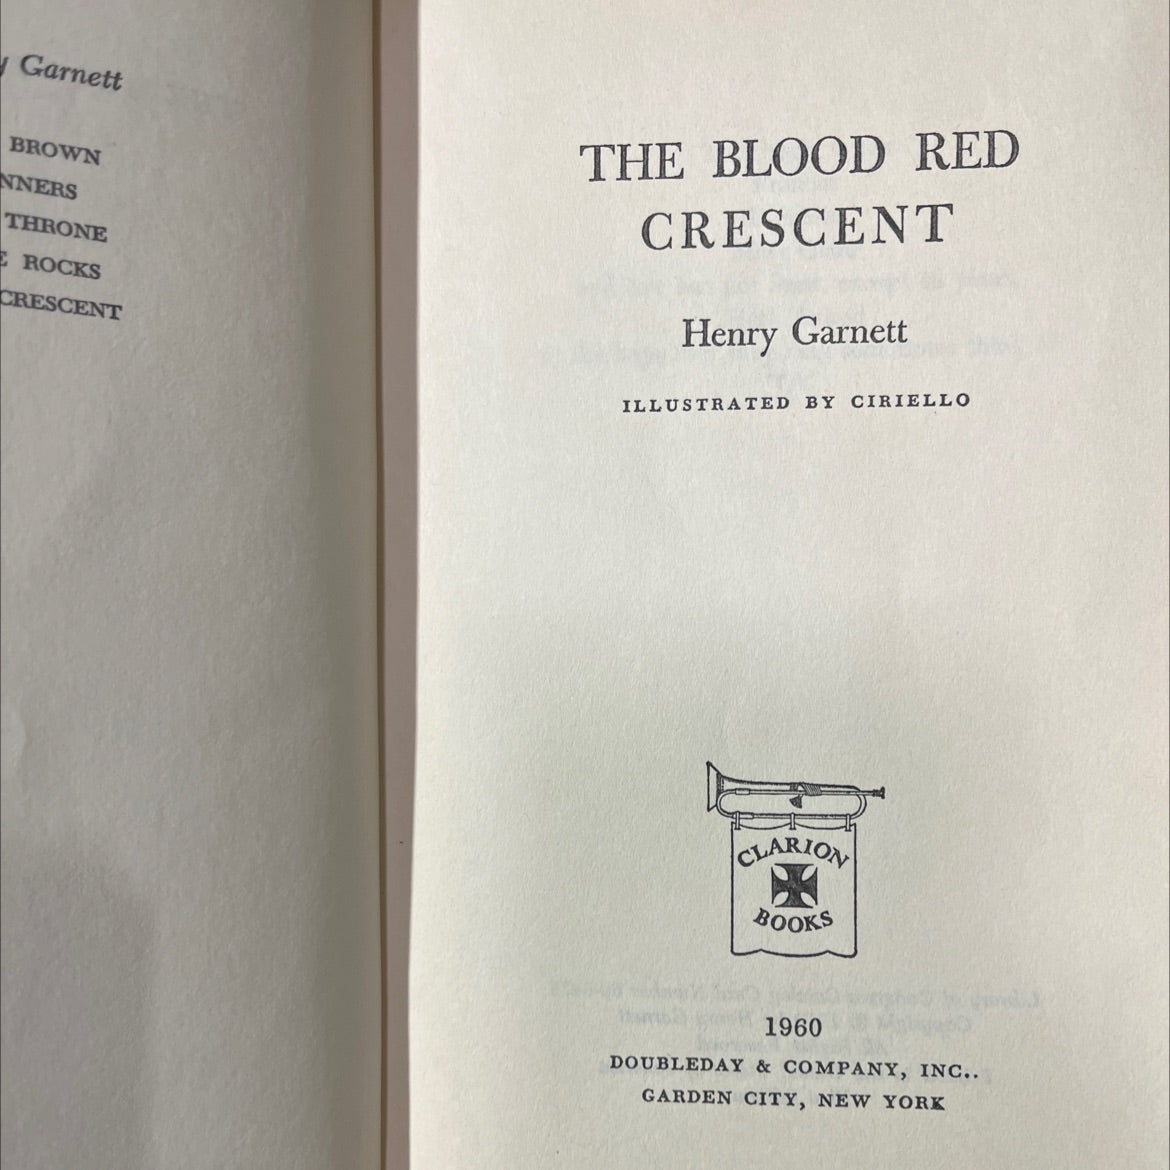 Garnett
BROWN
NNERS
THRONE
ROCKS
CRESCENT
THE BLOOD RED
CRESCENT
Henry Garnett
ILLUSTRATED BY CIRIELLO
CLARION
BOOKS
1960
DOUBLEDAY & COMPANY, INC..
GARDEN CITY, NEW YORK